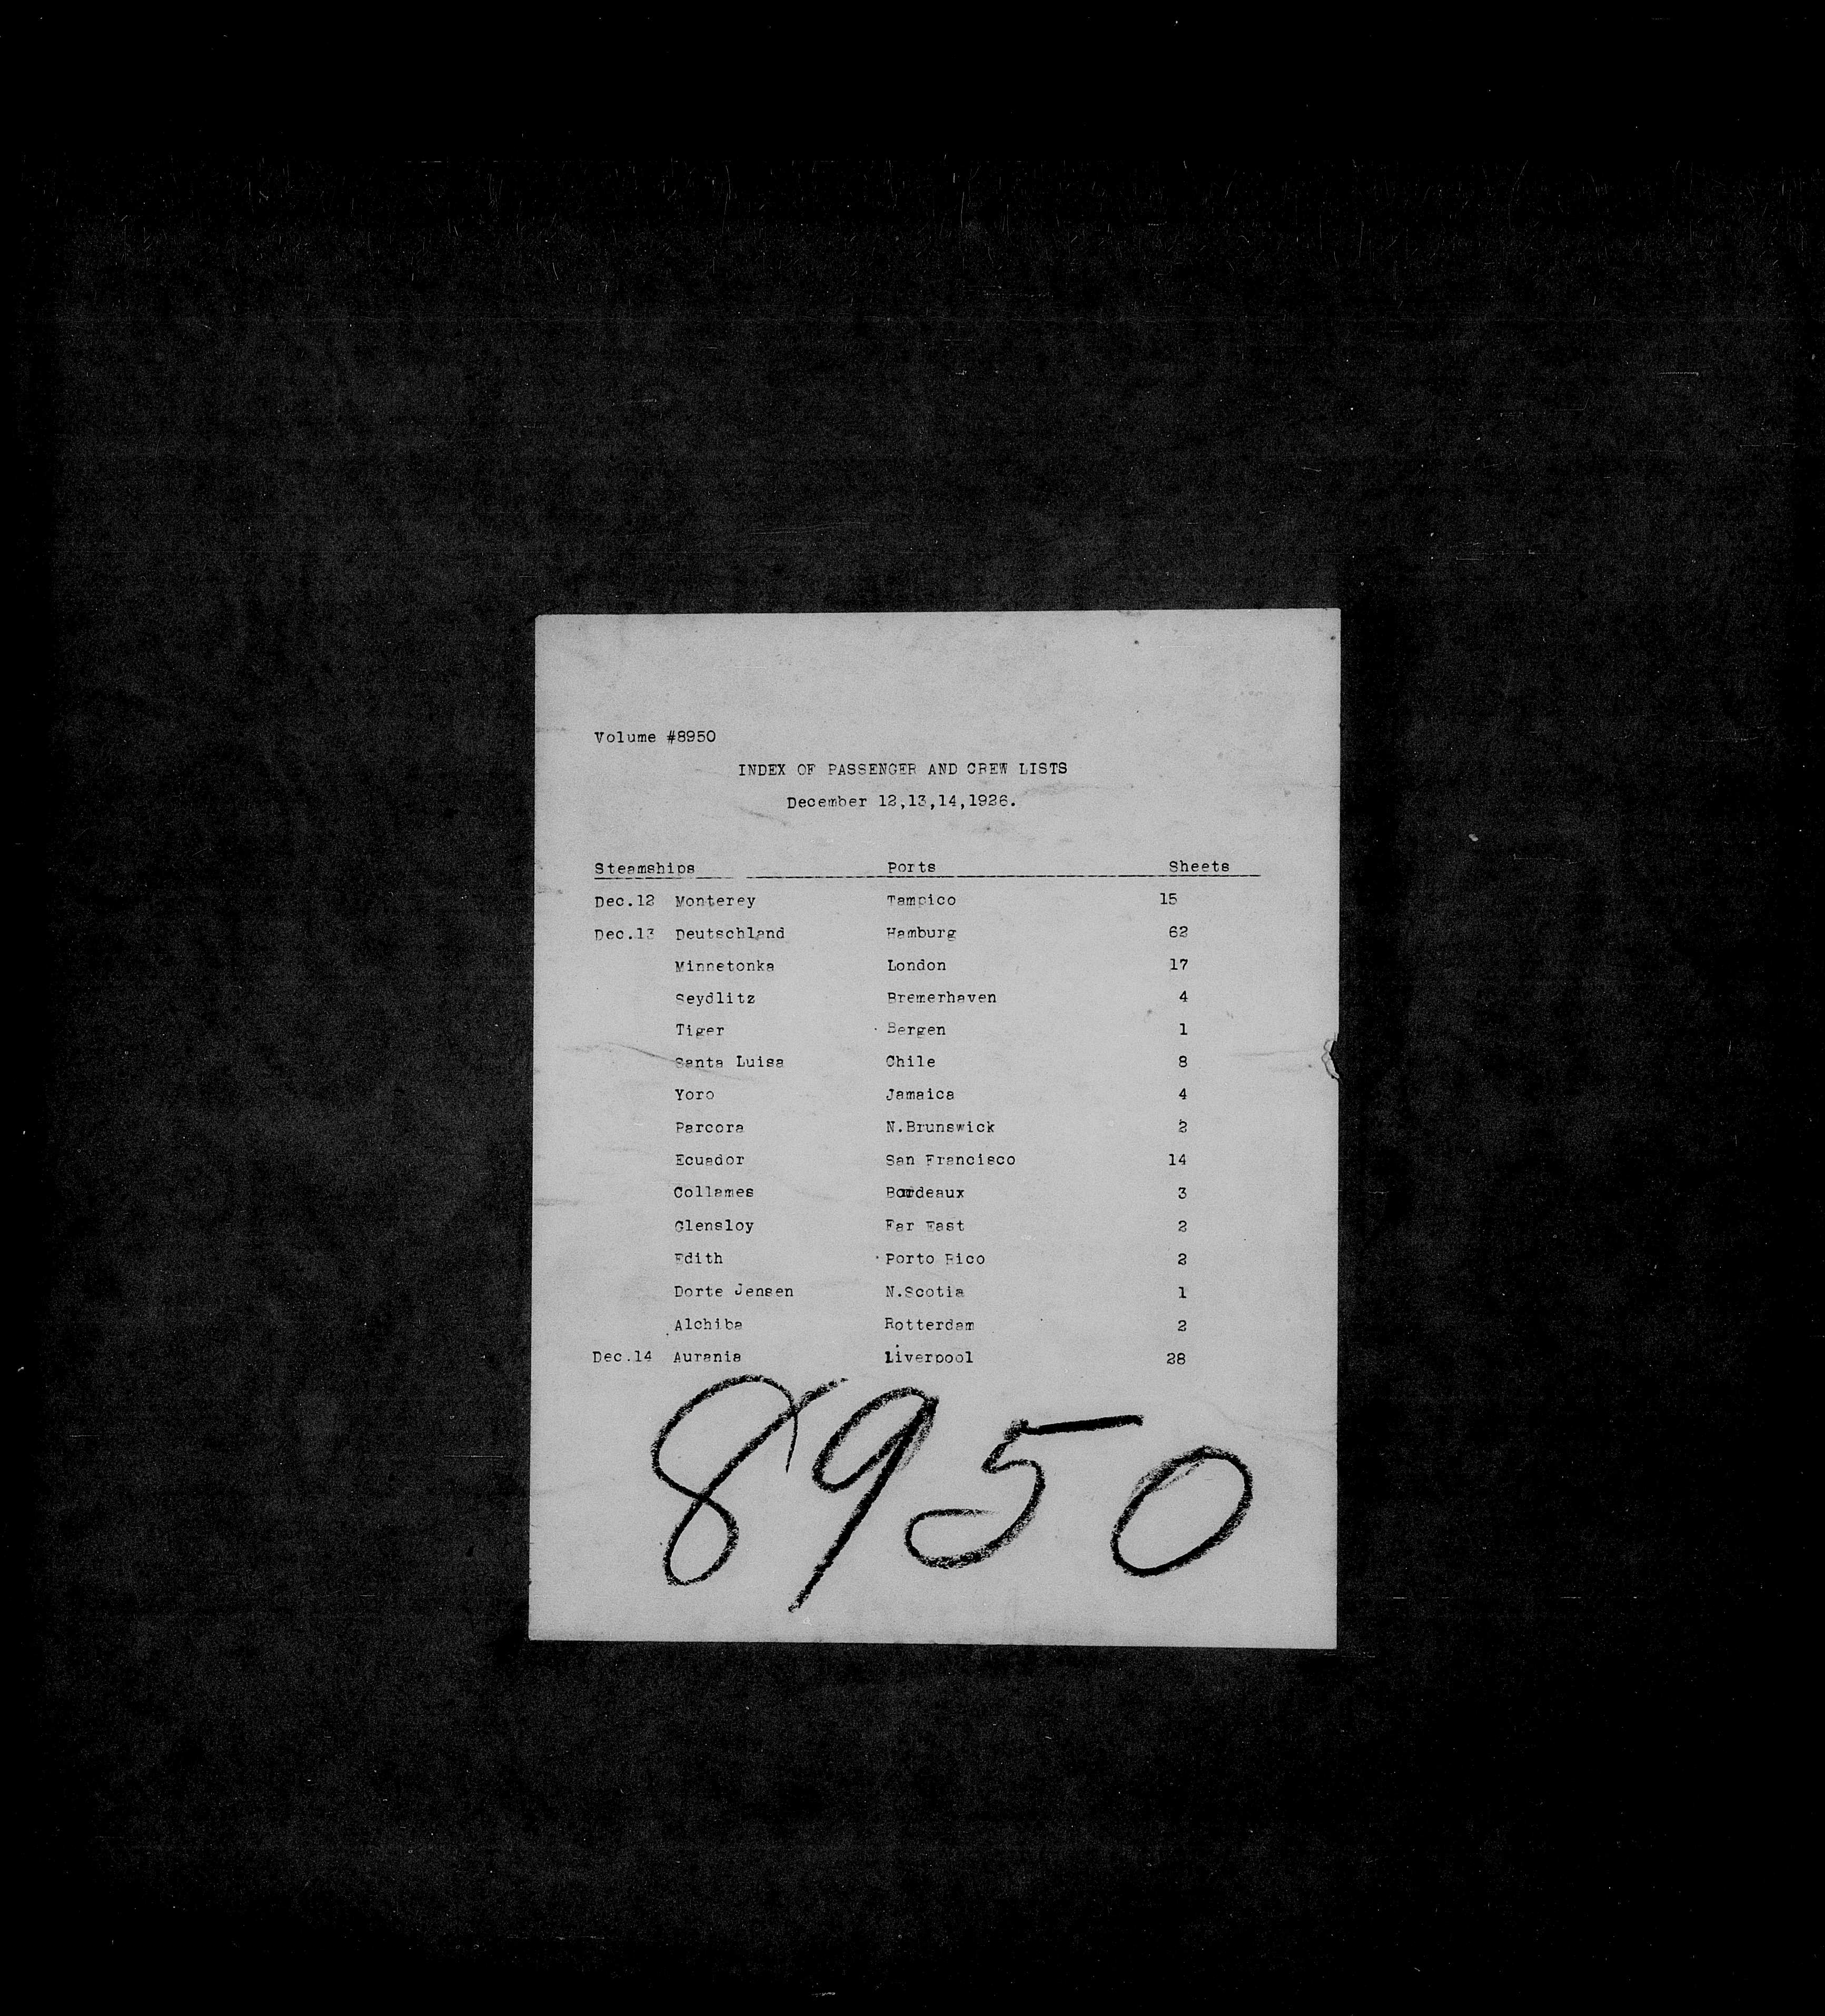 Volume #8950
INDEX OF PASSENGER AND CREW LISTS
December 12,13,14,1926.
Steamships Ports Sheets
Dec.12 Monterey Tampico 15
Dec.13 Deutschland Hamburg 62
Minnetonka London 17
Seydlitz Bremerhaven 4
Tiger Bergen 1
Santa Luisa Chile 8
Yoro Jamaica 4
Parcora N.Brunswick 2
Ecuador San Francisco 14
Collames Bordeaux 3
Glensloy Far East 2
Edith Porto Rico 2
Dorte Jensen N.Scotia 1
Alchiba Rotterdam 2
Dec.14 Aurania Liverpool 28
8950